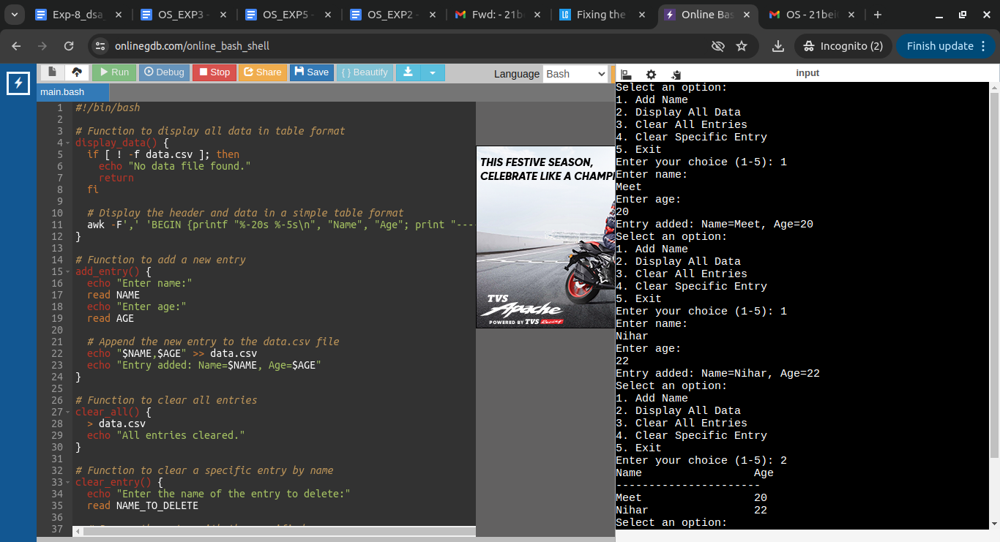 Exp-8_dsa
OS_EXP3 -
OS_EXP5 -
OS_EXP2 -
Fwd: - 21b
Fixing the
Online Bas
OS - 21bei
onlinegdb.com/online_bash_shell
Incognito (2)
Finish update
Run
Debug
Stop
Share
Save
{ } Beautify
Language
Bash
input
main.bash
1 #!/bin/bash
2
3 # Function to display all data in table format
4 display_data() {
5 if [ ! -f data.csv ]; then
6 echo "No data file found."
7 return
8 fi
9
10 # Display the header and data in a simple table format
11 awk -F',' 'BEGIN {printf "%-20s %-5s\n", "Name", "Age"; print "----
12 }
13
14 # Function to add a new entry
15 add_entry() {
16 echo "Enter name:"
17 read NAME
18 echo "Enter age:"
19 read AGE
20
21 # Append the new entry to the data.csv file
22 echo "$NAME,$AGE" >> data.csv
23 echo "Entry added: Name=$NAME, Age=$AGE"
24 }
25
26 # Function to clear all entries
27 clear_all() {
28 > data.csv
29 echo "All entries cleared."
30 }
31
32 # Function to clear a specific entry by name
33 clear_entry() {
34 echo "Enter the name of the entry to delete:"
35 read NAME_TO_DELETE
36
37
THIS FESTIVE SEASON,
CELEBRATE LIKE A CHAMPI
TVS
Apache
POWERED BY TVS Racing
Select an option:
1. Add Name
2. Display All Data
3. Clear All Entries
4. Clear Specific Entry
5. Exit
Enter your choice (1-5): 1
Enter name:
Meet
Enter age:
20
Entry added: Name=Meet, Age=20
Select an option:
1. Add Name
2. Display All Data
3. Clear All Entries
4. Clear Specific Entry
5. Exit
Enter your choice (1-5): 1
Enter name:
Nihar
Enter age:
22
Entry added: Name=Nihar, Age=22
Select an option:
1. Add Name
2. Display All Data
3. Clear All Entries
4. Clear Specific Entry
5. Exit
Enter your choice (1-5): 2
Name Age
----------------------
Meet 20
Nihar 22
Select an option: